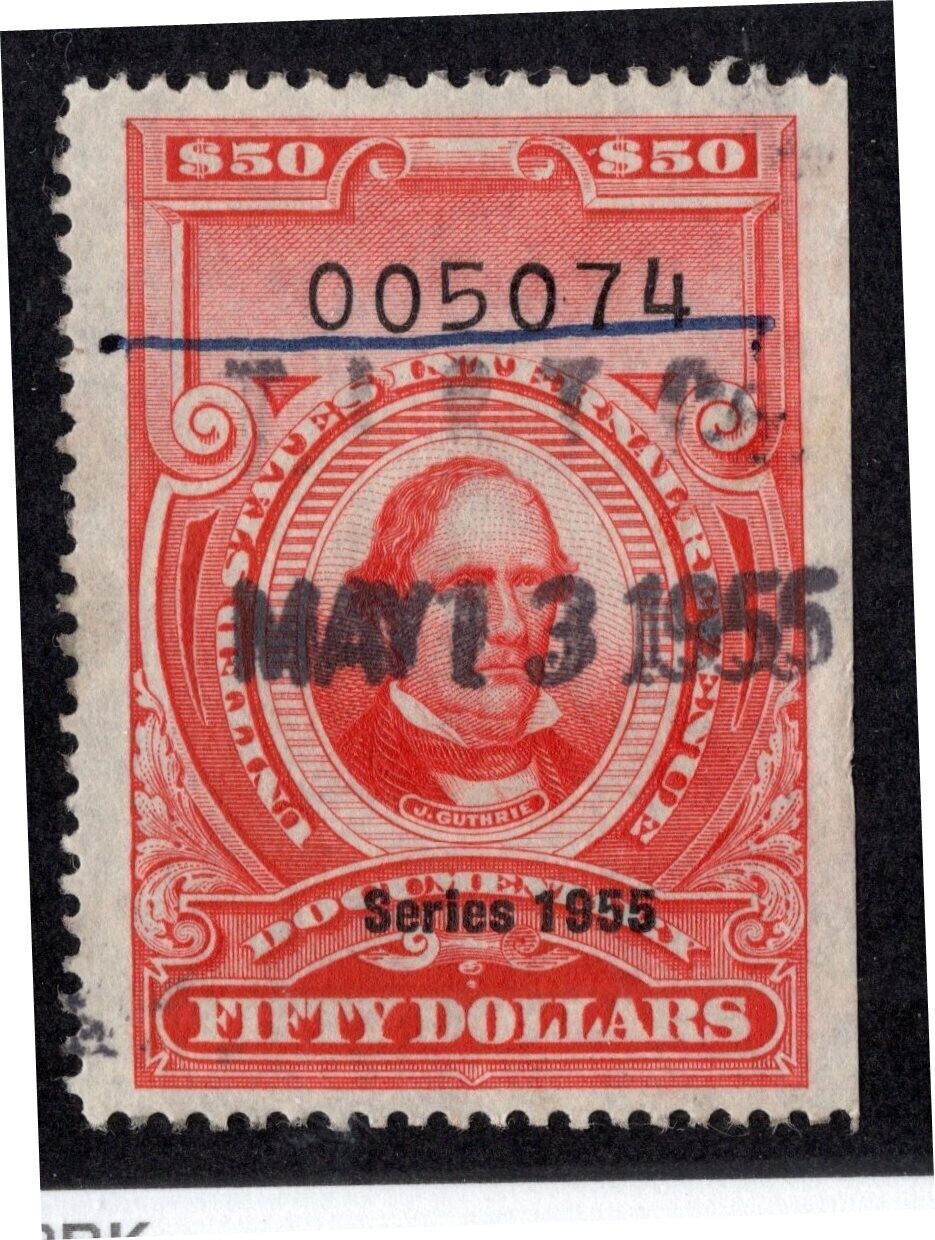 $50 $50
005074
UNITED STATES INTERNAL REVENUE
MAY 13 1955
J. GUTHRIE
DOCUMENTARY
Series 1955
FIFTY DOLLARS